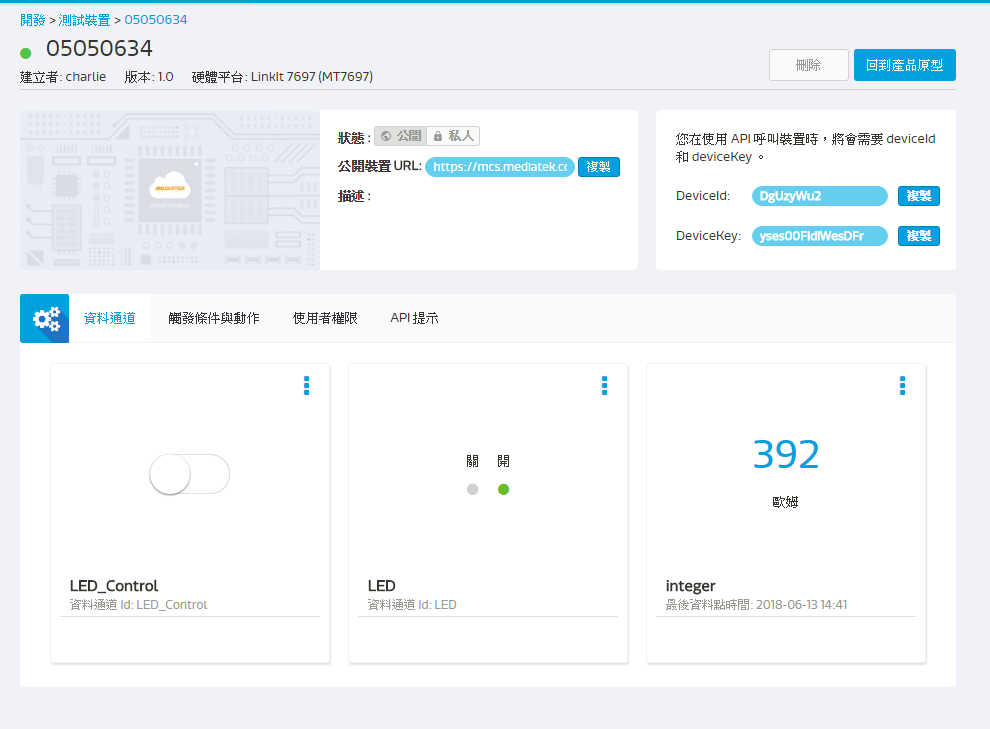 開發 > 測試裝置 > 05050634
05050634
建立者: charlie 版本: 1.0 硬體平台: LinkIt 7697 (MT7697)
刪除
回到產品原型
MEDIATEK
Cloud Sandbox
狀態 : 公開 私人
公開裝置 URL: https://mcs.mediatek.cc 複製
描述 :
您在使用 API 呼叫裝置時，將會需要 deviceId
和 deviceKey 。
DeviceId: DgUzyWu2 複製
DeviceKey: yses00FIdlWesDFr 複製
資料通道 觸發條件與動作 使用者權限 API 提示
LED_Control
資料通道 Id: LED_Control
關 開
LED
資料通道 Id: LED
392
歐姆
integer
最後資料點時間: 2018-06-13 14:41